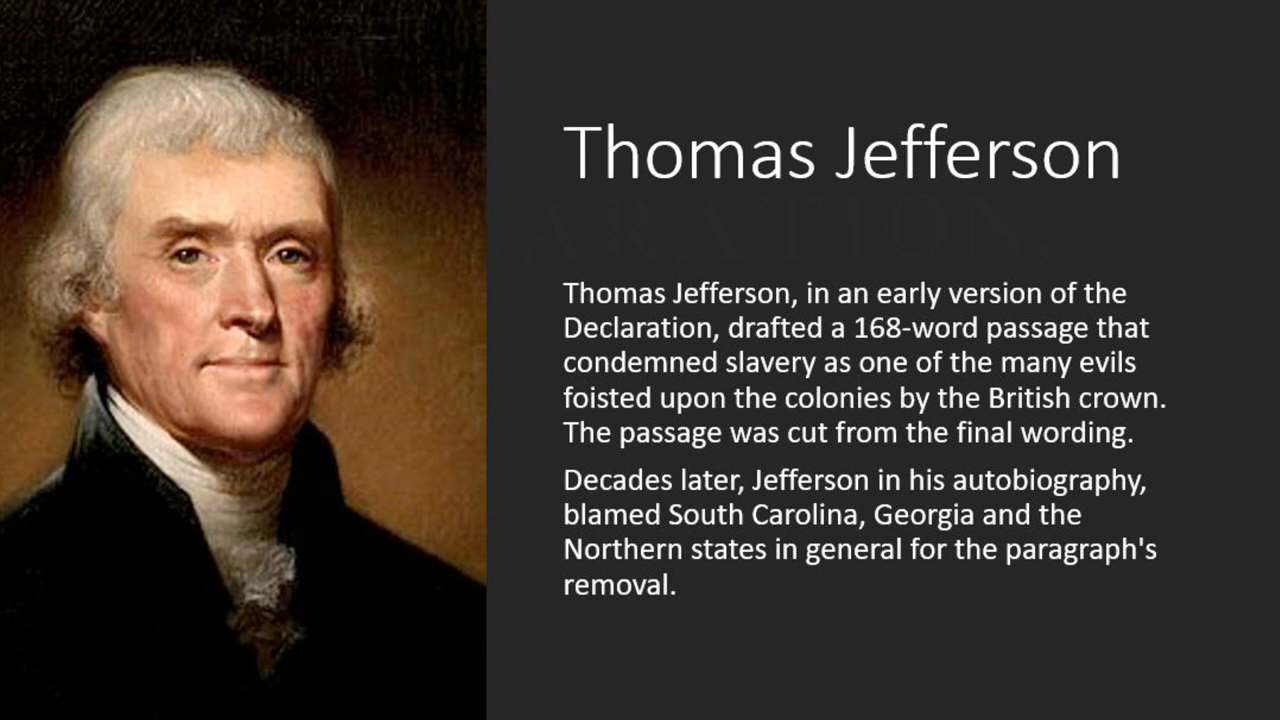 Thomas Jefferson
ARATION.
Thomas Jefferson, in an early version of the
Declaration, drafted a 168-word passage that
condemned slavery as one of the many evils
foisted upon the colonies by the British crown.
The passage was cut from the final wording.
Decades later, Jefferson in his autobiography,
blamed South Carolina, Georgia and the
Northern states in general for the paragraph's
removal.